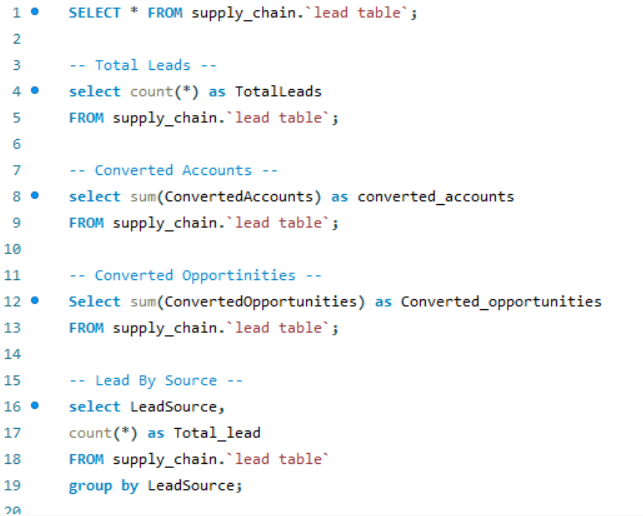 1 SELECT * FROM supply_chain.`lead table`;
2
3 -- Total Leads --
4 select count(*) as TotalLeads
5 FROM supply_chain.`lead table`;
6
7 -- Converted Accounts --
8 select sum(ConvertedAccounts) as converted_accounts
9 FROM supply_chain.`lead table`;
10
11 -- Converted Opportinities --
12 Select sum(ConvertedOpportunities) as Converted_opportunities
13 FROM supply_chain.`lead table`;
14
15 -- Lead By Source --
16 select LeadSource,
17 count(*) as Total_lead
18 FROM supply_chain.`lead table`
19 group by LeadSource;
20